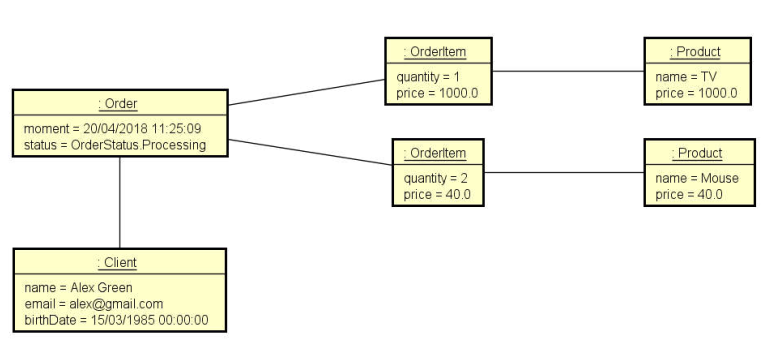 : Order
moment = 20/04/2018 11:25:09
status = OrderStatus.Processing
: OrderItem
quantity = 1
price = 1000.0
: Product
name = TV
price = 1000.0
: OrderItem
quantity = 2
price = 40.0
: Product
name = Mouse
price = 40.0
: Client
name = Alex Green
email = alex@gmail.com
birthDate = 15/03/1985 00:00:00